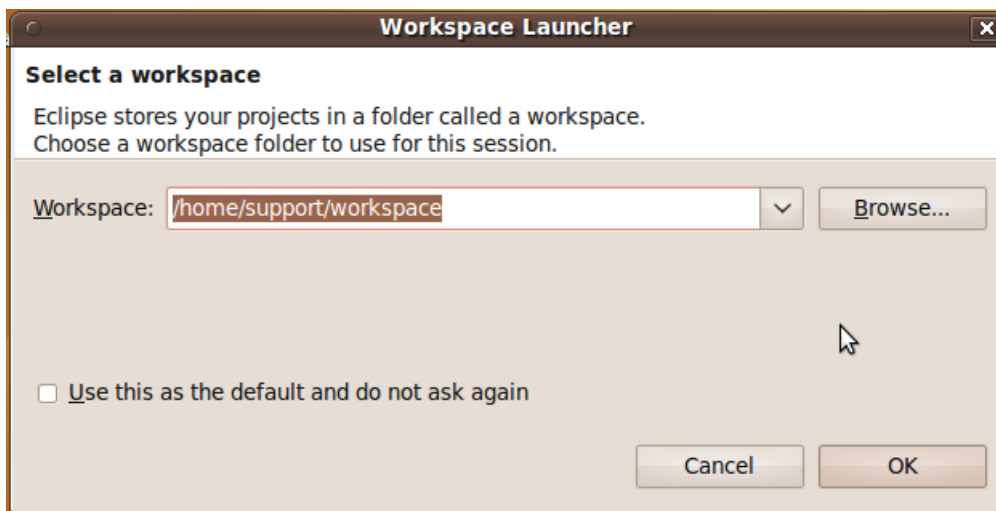 Workspace Launcher
Select a workspace
Eclipse stores your projects in a folder called a workspace.
Choose a workspace folder to use for this session.
Workspace: /home/support/workspace Browse...
Use this as the default and do not ask again
Cancel OK